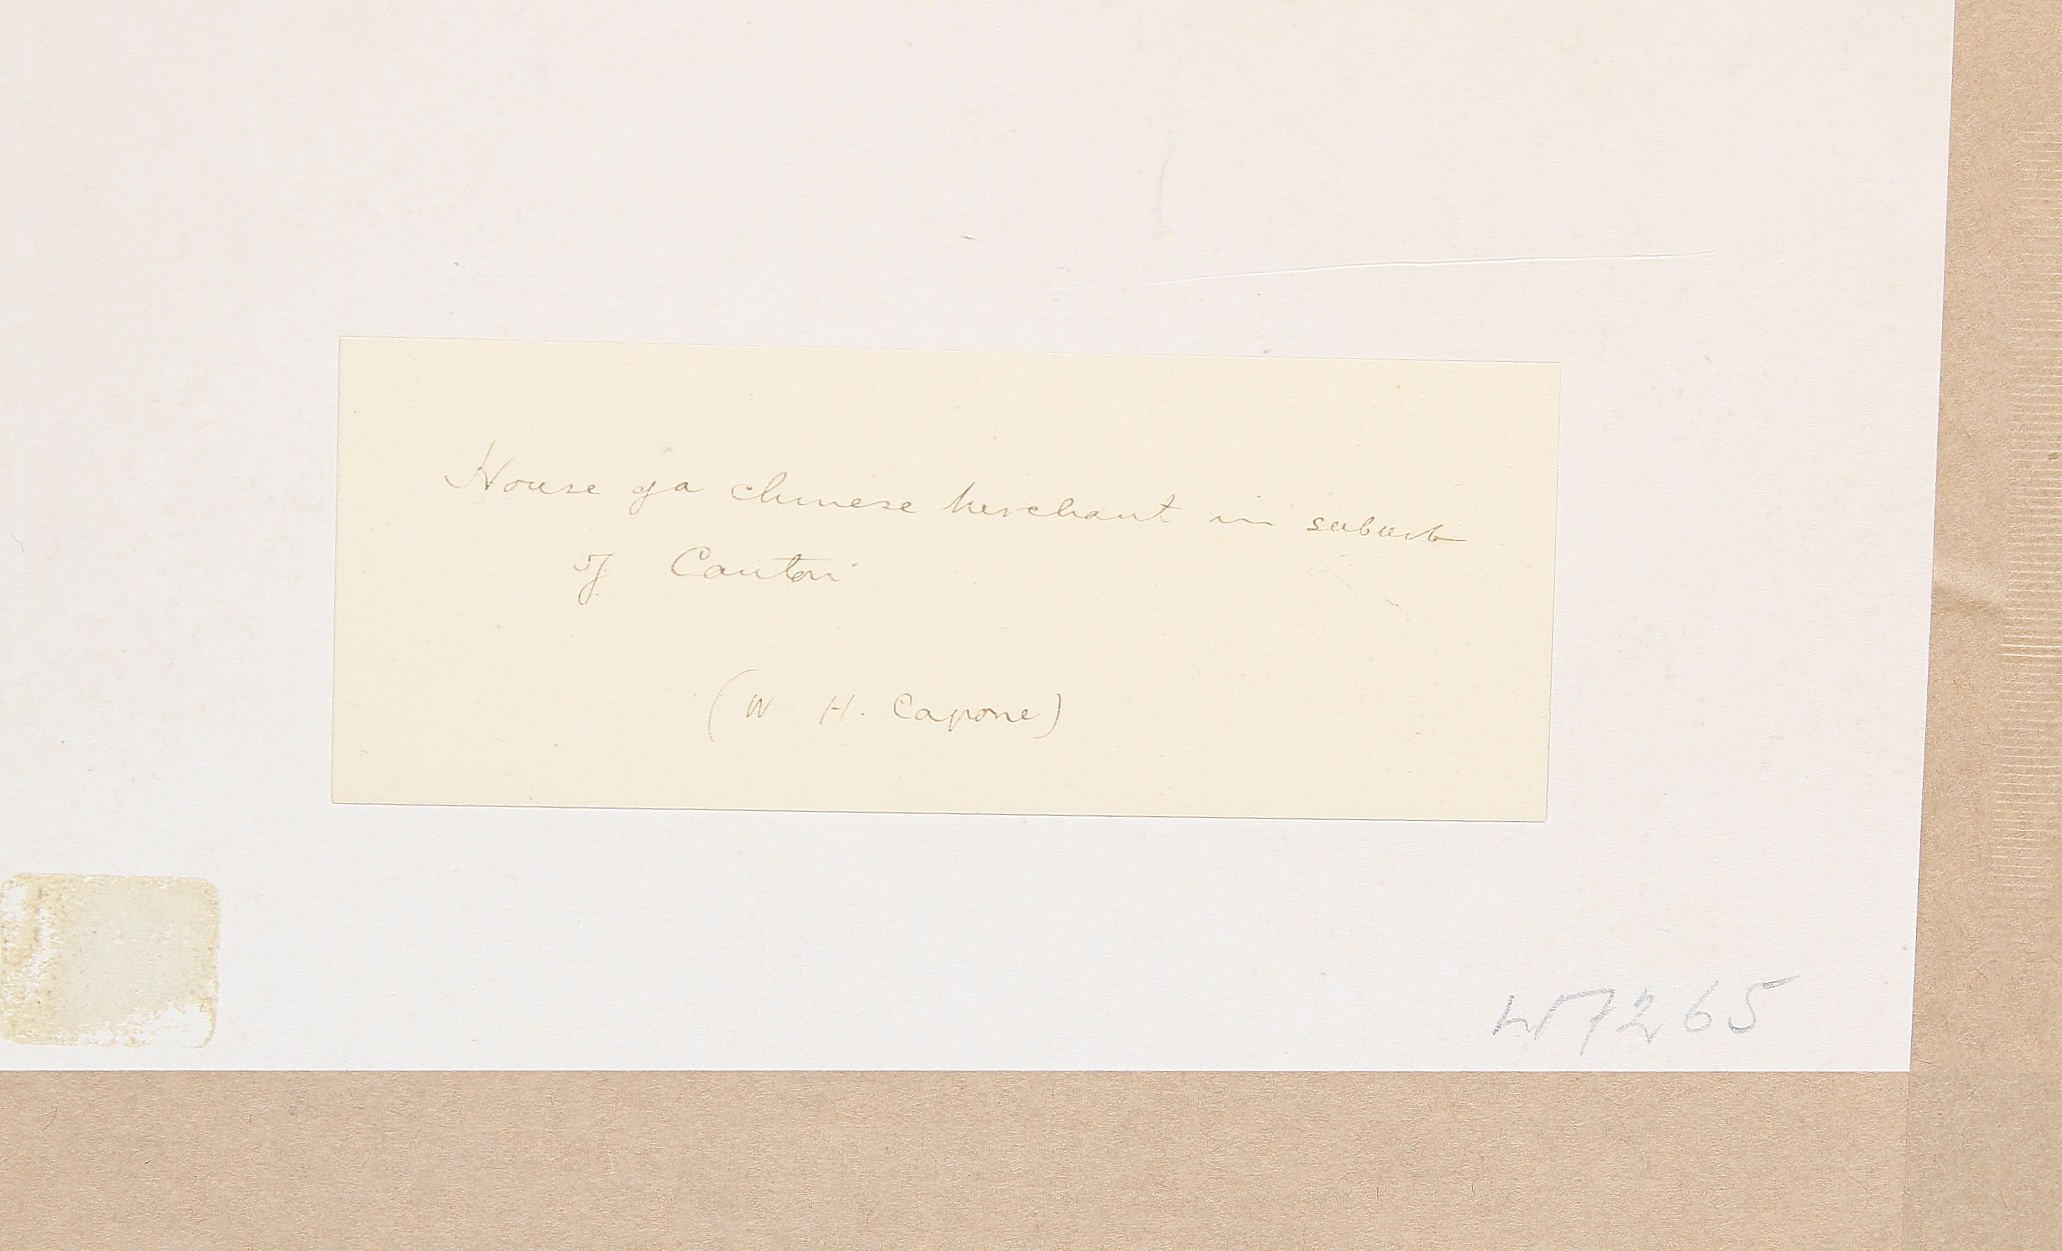 House of a chinese merchant in suburb
of Canton
(W H. Capone)
W7265